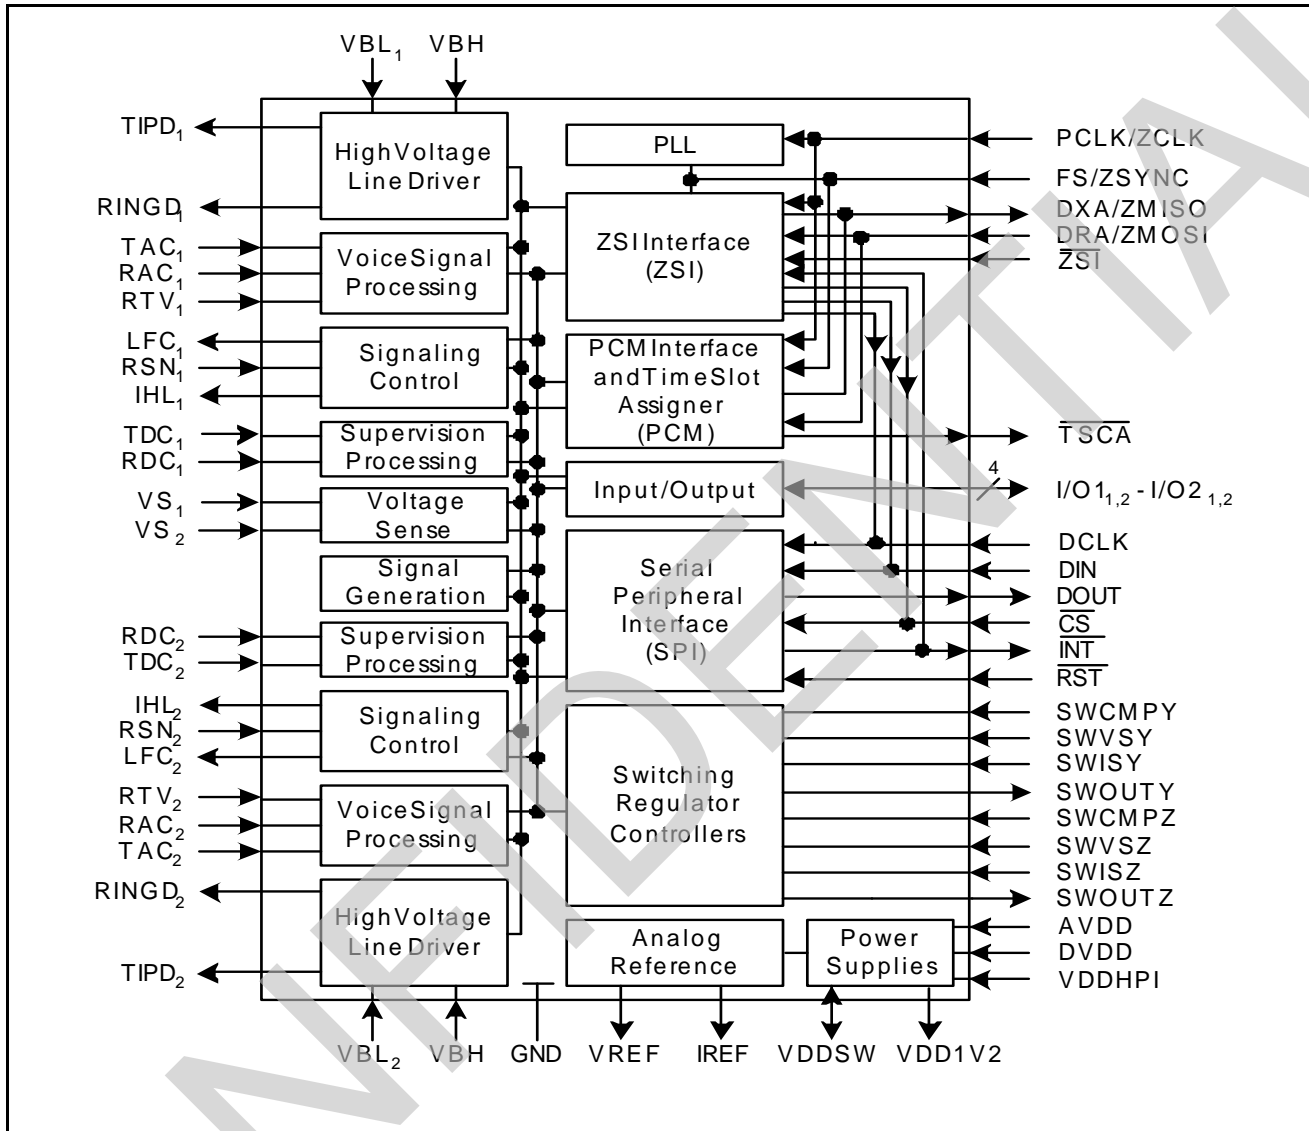 VBL1 VBH
TIPD1
RINGD1
TAC1
RAC1
RTV1
LFC1
RSN1
IHL1
TDC1
RDC1
VS1
VS2
RDC2
TDC2
IHL2
RSN2
LFC2
RTV2
RAC2
TAC2
RINGD2
TIPD2
High Voltage
Line Driver
Voice Signal
Processing
Signaling
Control
Supervision
Processing
Voltage
Sense
Signal
Generation
Supervision
Processing
Signaling
Control
Voice Signal
Processing
High Voltage
Line Driver
PLL
ZSI Interface
(ZSI)
PCM Interface
and Time Slot
Assigner
(PCM)
Input/Output
Serial
Peripheral
Interface
(SPI)
Switching
Regulator
Controllers
Analog
Reference
Power
Supplies
PCLK/ZCLK
FS/ZSYNC
DXA/ZMISO
DRA/ZMOSI
ZSI
TSCA
4
I/O11,2 - I/O2 1,2
DCLK
DIN
DOUT
CS
INT
RST
SWCMPY
SWVSY
SWISY
SWOUTY
SWCMPZ
SWVSZ
SWISZ
SWOUTZ
AVDD
DVDD
VDDHPI
VBL2 VBH GND VREF IREF VDDSW VDD1V2
NFIDENTIA